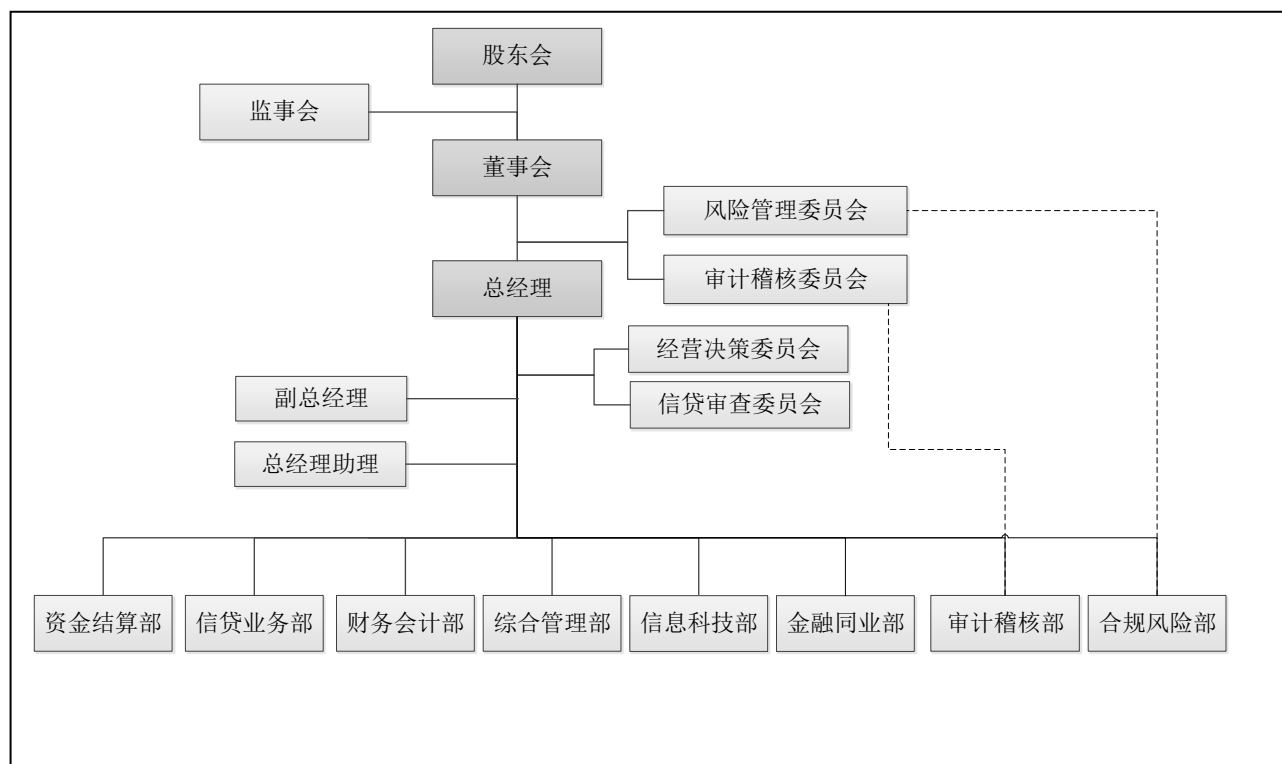 股东会
监事会
董事会
风险管理委员会
审计稽核委员会
总经理
经营决策委员会
副总经理
信贷审查委员会
总经理助理
资金结算部
信贷业务部
财务会计部
综合管理部
信息科技部
金融同业部
审计稽核部
合规风险部